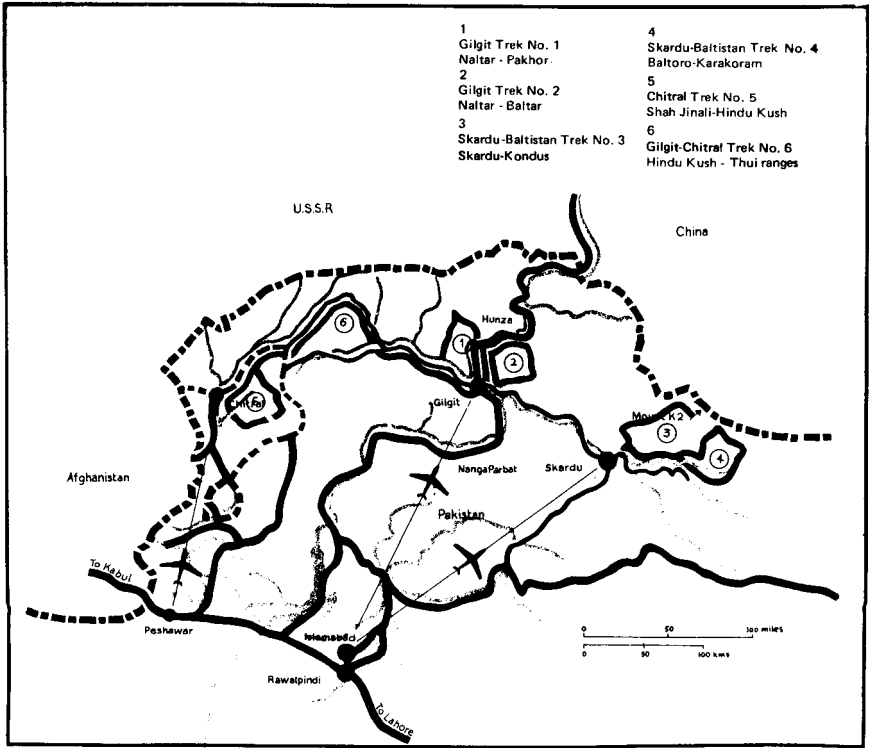 1
Gilgit Trek No. 1
Naltar - Pakhor
2
Gilgit Trek No. 2
Naltar - Baltar
3
Skardu-Baltistan Trek No. 3
Skardu-Kondus
4
Skardu-Baltistan Trek No. 4
Baltoro-Karakoram
5
Chitral Trek No. 5
Shah Jinali-Hindu Kush
6
Gilgit-Chitral Trek No. 6
Hindu Kush - Thui ranges
U.S.S.R
China
Hunza
6
1
2
Chitral
5
Gilgit
Mount K2
3
4
Nanga Parbat
Skardu
Afghanistan
Pakistan
To Kabul
Peshawar
Islamabad
Rawalpindi
To Lahore
0 50 100 miles
0 50 100 kms